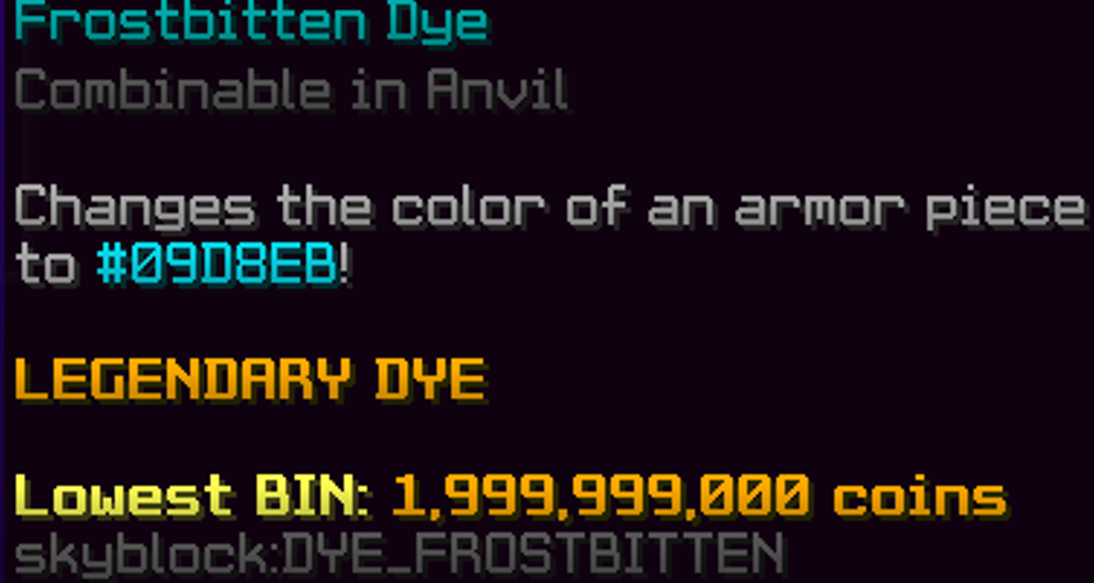 Frostbitten Dye
Combinable in Anvil
Changes the color of an armor piece
to #09D8EB!
LEGENDARY DYE
Lowest BIN: 1,999,999,000 coins
skyblock:DYE_FROSTBITTEN